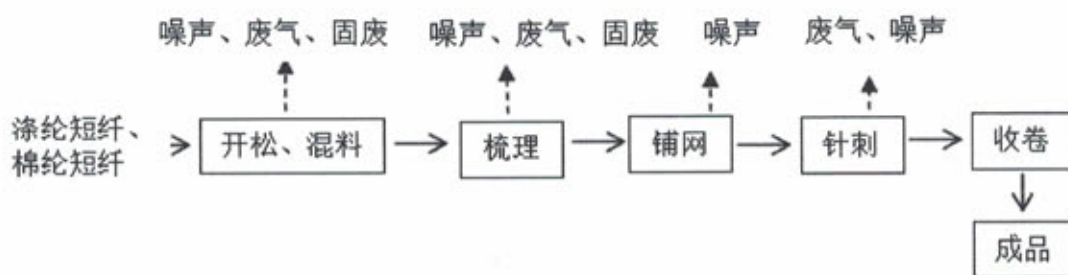 噪声、废气、固废
噪声、废气、固废
噪声
废气、噪声
涤纶短纤、
棉纶短纤
开松、混料
梳理
铺网
针刺
收卷
成品